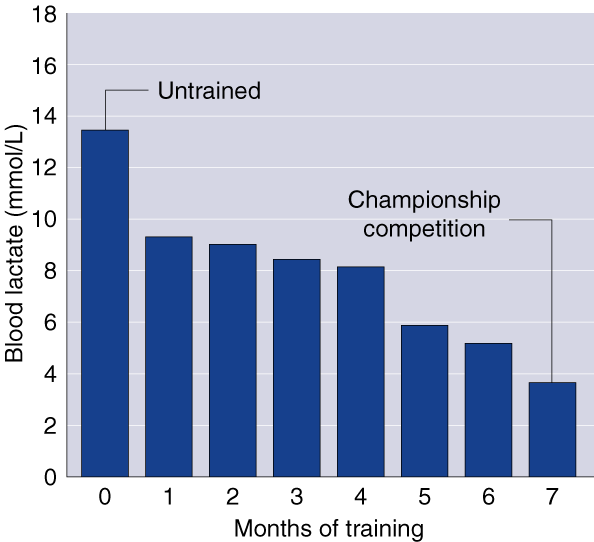 18
16
14
12
10
8
6
4
2
0
Blood lactate (mmol/L)
Untrained
Championship
competition
0 1 2 3 4 5 6 7
Months of training